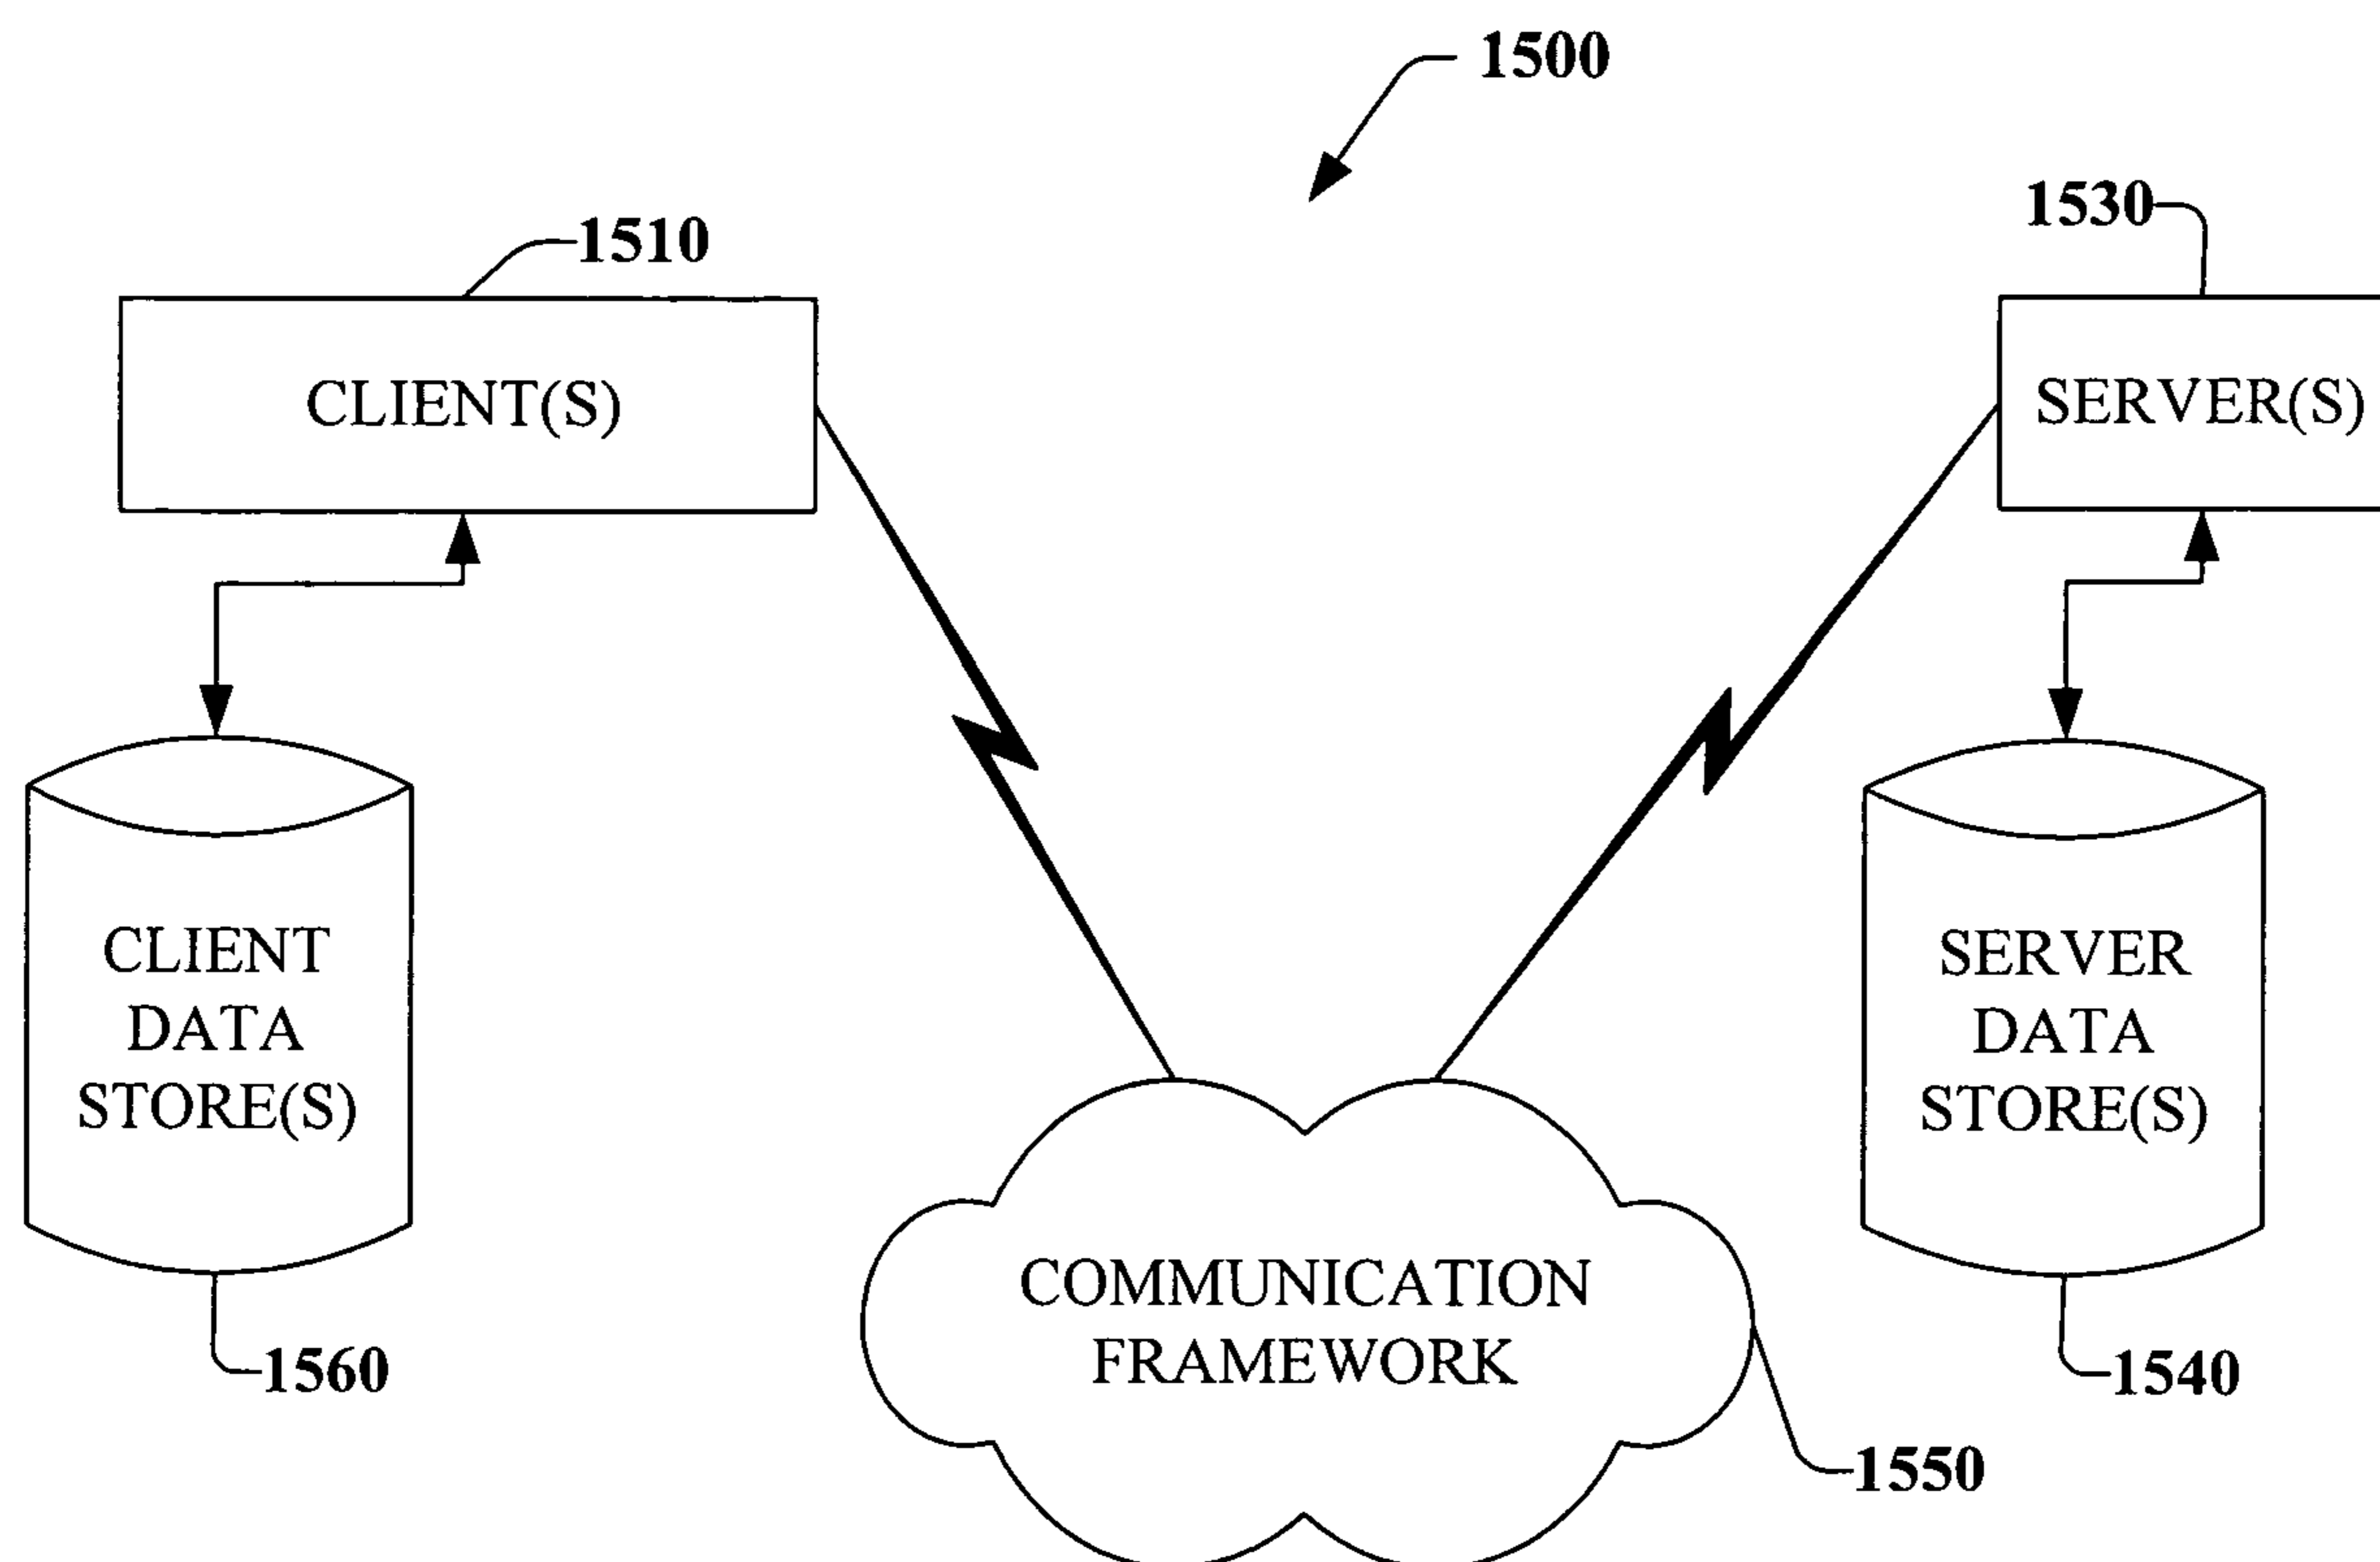 1500
1510
1530
CLIENT(S)
SERVER(S)
CLIENT
DATA
STORE(S)
SERVER
DATA
STORE(S)
COMMUNICATION
FRAMEWORK
1560
1540
1550